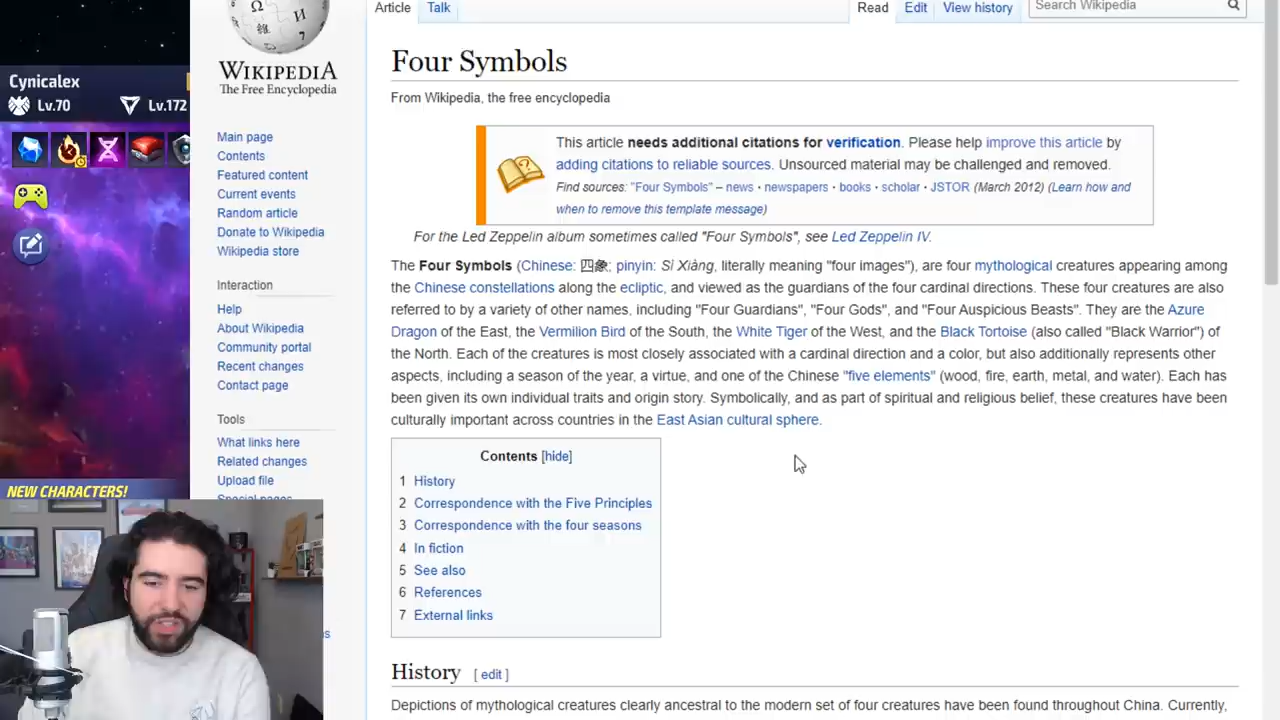 Article Talk Read Edit View history Search Wikipedia
Cynicalex
Lv.70 Lv.172
NEW CHARACTERS!
Ω И
WIKIPEDIA
The Free Encyclopedia
Main page
Contents
Featured content
Current events
Random article
Donate to Wikipedia
Wikipedia store
Interaction
Help
About Wikipedia
Community portal
Recent changes
Contact page
Tools
What links here
Related changes
Upload file
Special pages
Four Symbols
From Wikipedia, the free encyclopedia
This article needs additional citations for verification. Please help improve this article by
adding citations to reliable sources. Unsourced material may be challenged and removed.
Find sources: "Four Symbols" – news · newspapers · books · scholar · JSTOR (March 2012) (Learn how and
when to remove this template message)
For the Led Zeppelin album sometimes called "Four Symbols", see Led Zeppelin IV.
The Four Symbols (Chinese: 四象; pinyin: Sì Xiàng, literally meaning "four images"), are four mythological creatures appearing among
the Chinese constellations along the ecliptic, and viewed as the guardians of the four cardinal directions. These four creatures are also
referred to by a variety of other names, including "Four Guardians", "Four Gods", and "Four Auspicious Beasts". They are the Azure
Dragon of the East, the Vermilion Bird of the South, the White Tiger of the West, and the Black Tortoise (also called "Black Warrior") of
the North. Each of the creatures is most closely associated with a cardinal direction and a color, but also additionally represents other
aspects, including a season of the year, a virtue, and one of the Chinese "five elements" (wood, fire, earth, metal, and water). Each has
been given its own individual traits and origin story. Symbolically, and as part of spiritual and religious belief, these creatures have been
culturally important across countries in the East Asian cultural sphere.
Contents [hide]
1 History
2 Correspondence with the Five Principles
3 Correspondence with the four seasons
4 In fiction
5 See also
6 References
7 External links
History [ edit ]
Depictions of mythological creatures clearly ancestral to the modern set of four creatures have been found throughout China. Currently,